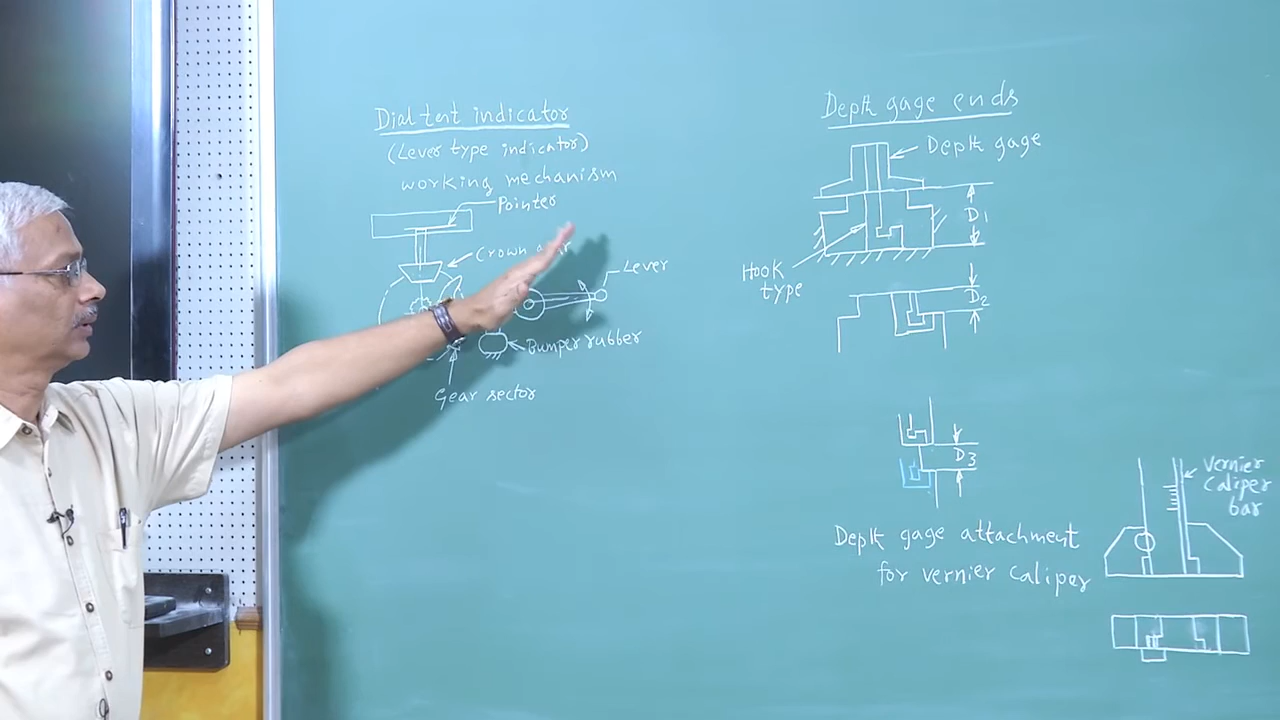 Dial test indicator
(Lever type indicator)
working mechanism
Pointer
Crown
Lever
Bumper rubber
Gear sector
Depth gage ends
Depth gage
D1
Hook
type
D2
D3
Vernier
Caliper
bar
Depth gage attachment
for vernier caliper